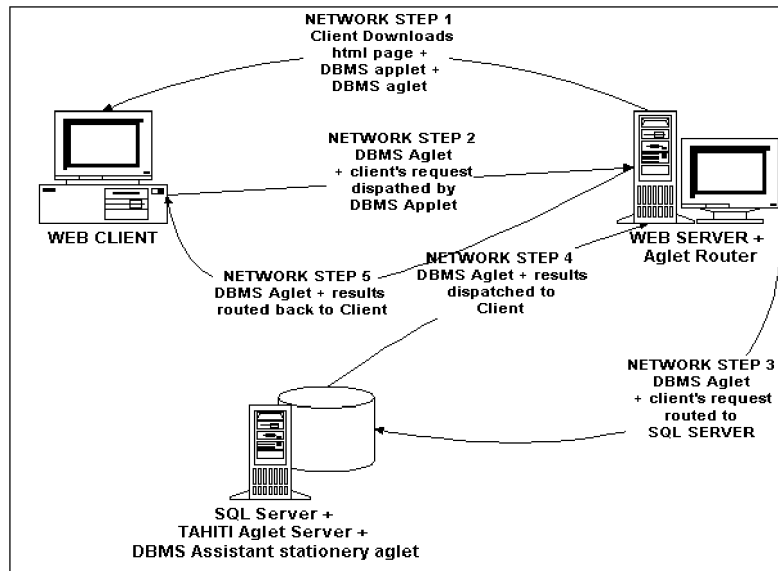 NETWORK STEP 1
Client Downloads
html page +
DBMS applet +
DBMS aglet
NETWORK STEP 2
DBMS Aglet
+ client's request
dispathed by
DBMS Applet
WEB CLIENT
WEB SERVER +
Aglet Router
NETWORK STEP 5
DBMS Aglet + results
routed back to Client
NETWORK STEP 4
DBMS Aglet + results
dispatched to
Client
NETWORK STEP 3
DBMS Aglet
+ client's request
routed to
SQL SERVER
SQL Server +
TAHITI Aglet Server +
DBMS Assistant stationery aglet